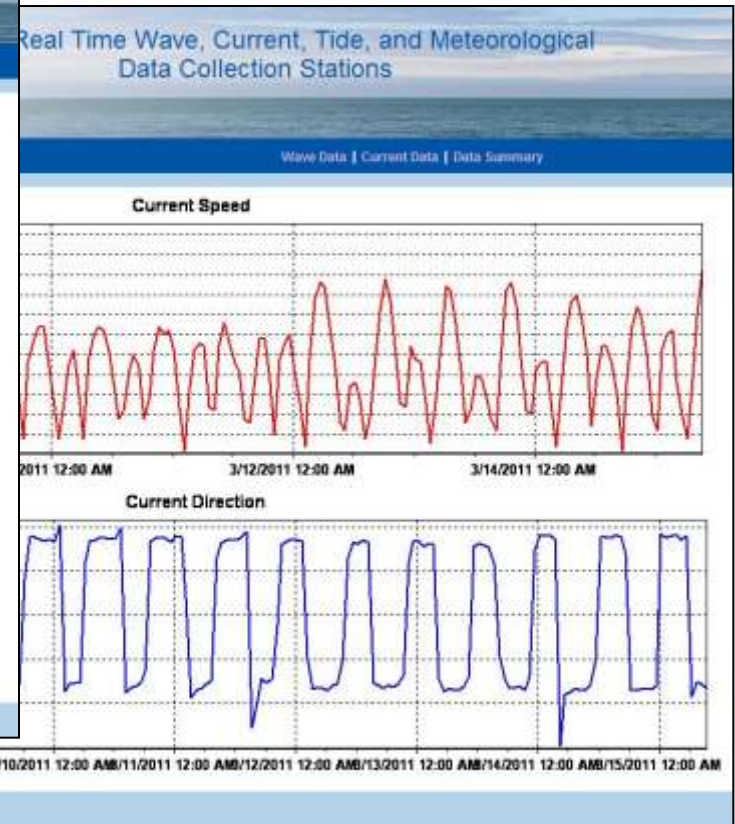 Real Time Wave, Current, Tide, and Meteorological
Data Collection Stations
Wave Data | Current Data | Data Summary
Current Speed
2011 12:00 AM 3/12/2011 12:00 AM 3/14/2011 12:00 AM
Current Direction
/10/2011 12:00 AM /11/2011 12:00 AM /12/2011 12:00 AM /13/2011 12:00 AM /14/2011 12:00 AM /15/2011 12:00 AM